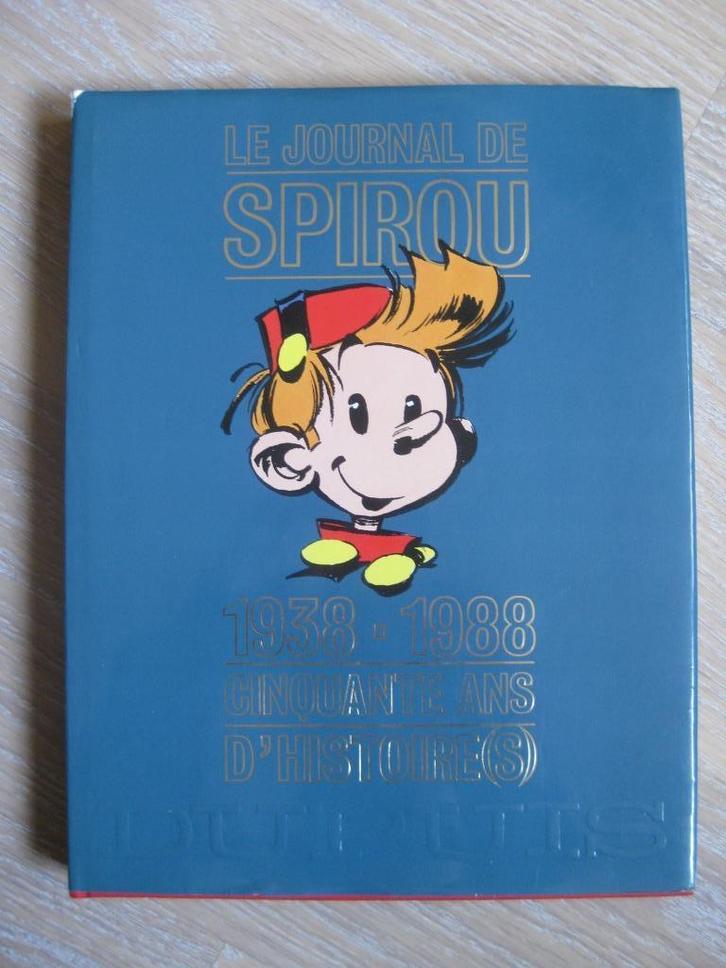 LE JOURNAL DE
SPIROU
1938 - 1988
CINQUANTE ANS
D'HISTOIRE(S)
DUPUIS